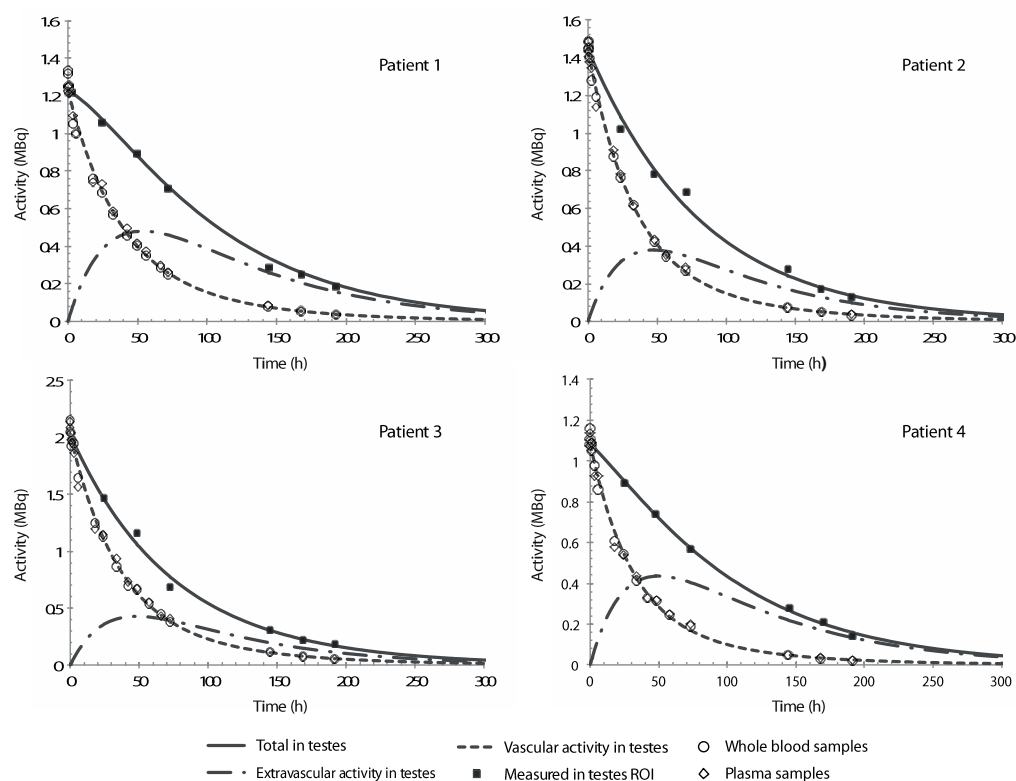 1.6
1.4
1.2
1
0.8
0.6
0.4
0.2
0
Activity (MBq)
Patient 1
0 50 100 150 200 250 300
Time (h)
1.6
1.4
1.2
1
0.8
0.6
0.4
0.2
0
Activity (MBq)
Patient 2
0 50 100 150 200 250 300
Time (h)
2.5
2
1.5
1
0.5
0
Activity (MBq)
Patient 3
0 50 100 150 200 250 300
Time (h)
1.4
1.2
1
0.8
0.6
0.4
0.2
0
Activity (MBq)
Patient 4
0 50 100 150 200 250 300
Time (h)
Total in testes
Vascular activity in testes
Whole blood samples
Extravascular activity in testes
Measured in testes ROI
Plasma samples